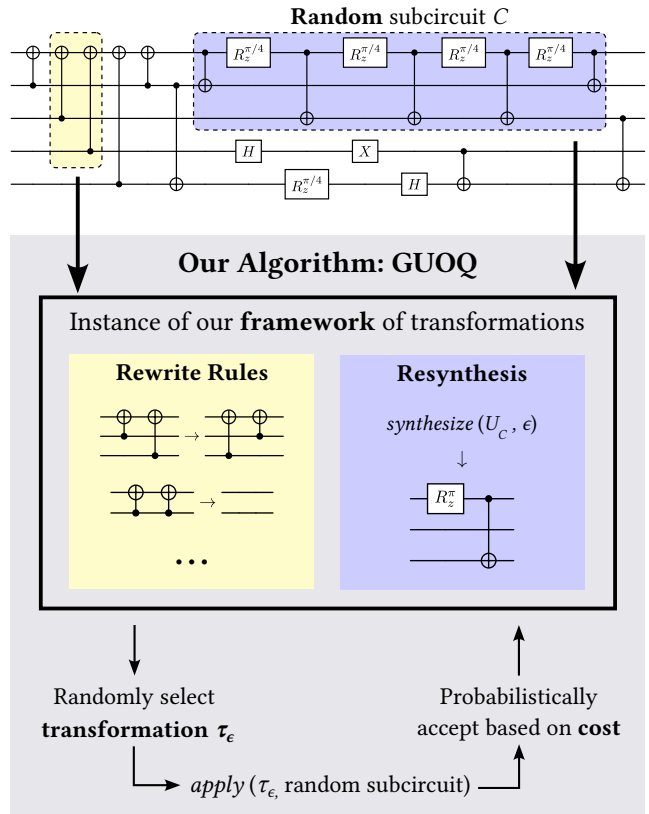 Random subcircuit C
R_z^{π/4} R_z^{π/4} R_z^{π/4} R_z^{π/4}
H X
R_z^{π/4} H
Our Algorithm: GUOQ
Instance of our framework of transformations
Rewrite Rules
→
→
• • •
Resynthesis
synthesize (U_C , ϵ)
↓
R_z^π
Randomly select
transformation τ_ϵ
Probabilistically
accept based on cost
apply (τ_ϵ, random subcircuit)